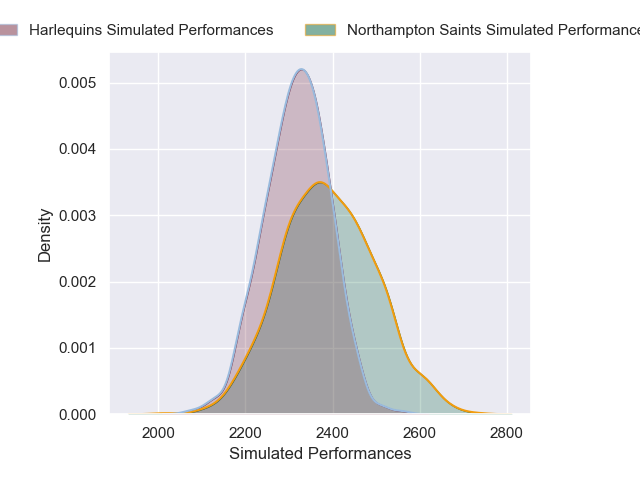 Harlequins Simulated Performances Northampton Saints Simulated Performance
0.005
0.004
0.003
0.002
0.001
0.000
Density
2000 2200 2400 2600 2800
Simulated Performances